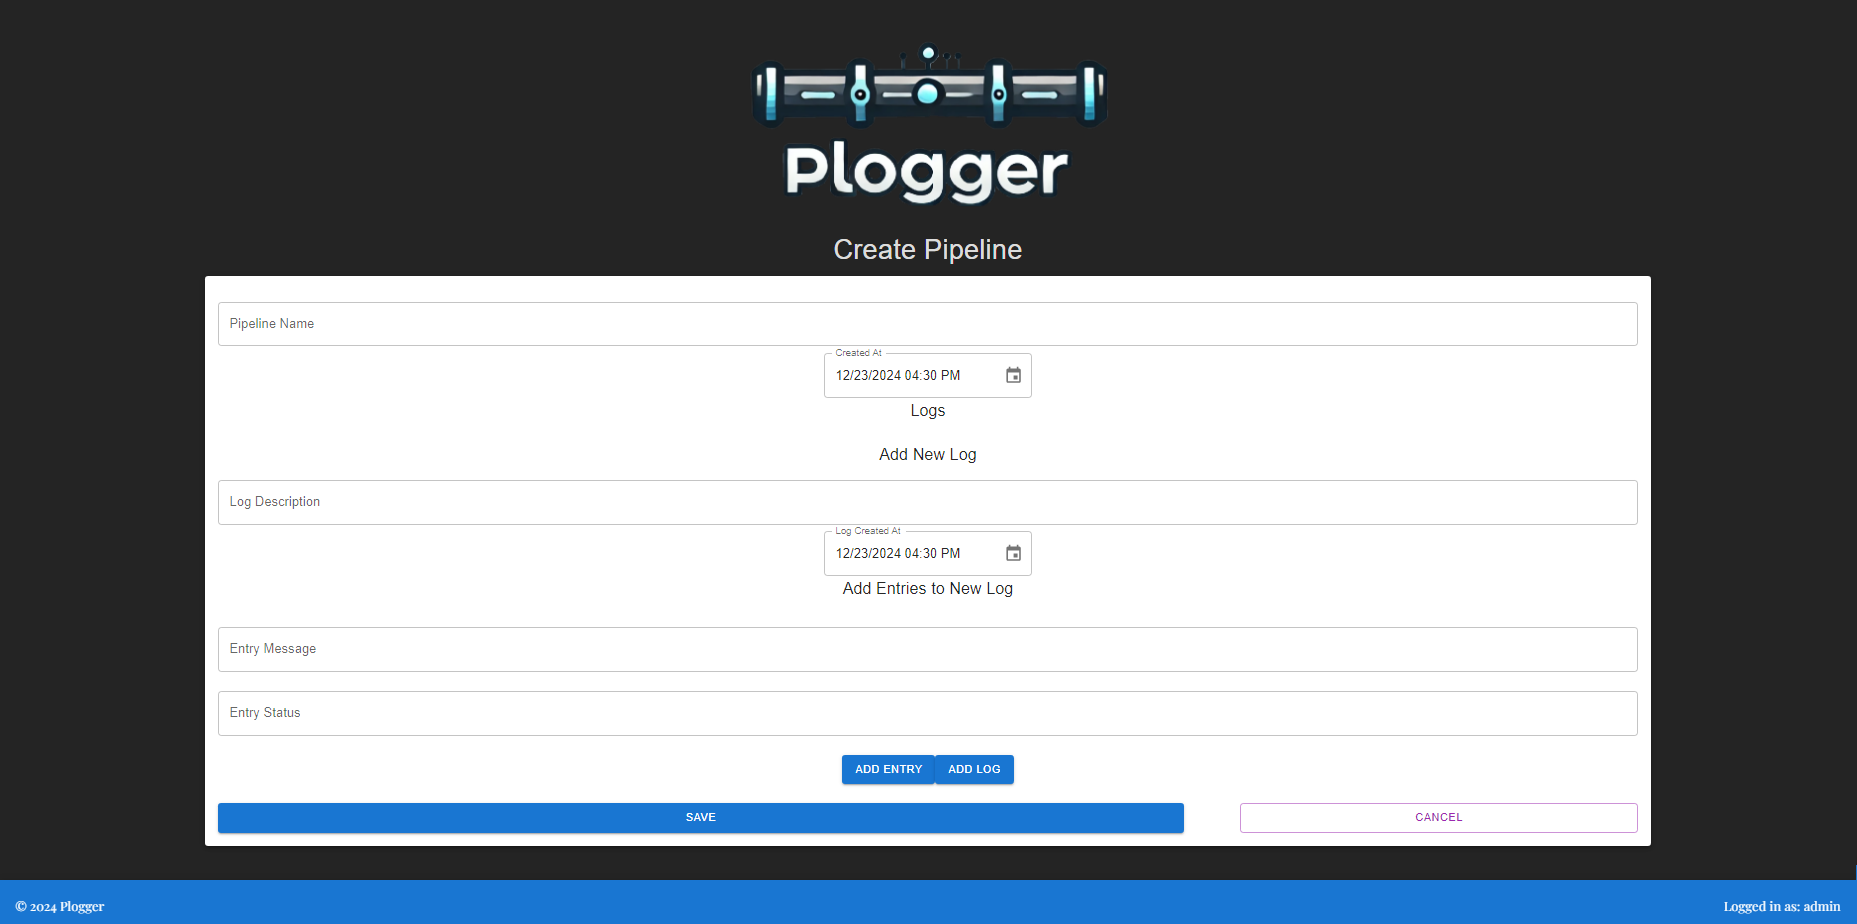 Plogger
Create Pipeline
Pipeline Name
Created At
12/23/2024 04:30 PM
Logs
Add New Log
Log Description
Log Created At
12/23/2024 04:30 PM
Add Entries to New Log
Entry Message
Entry Status
ADD ENTRY ADD LOG
SAVE CANCEL
© 2024 Plogger Logged in as: admin